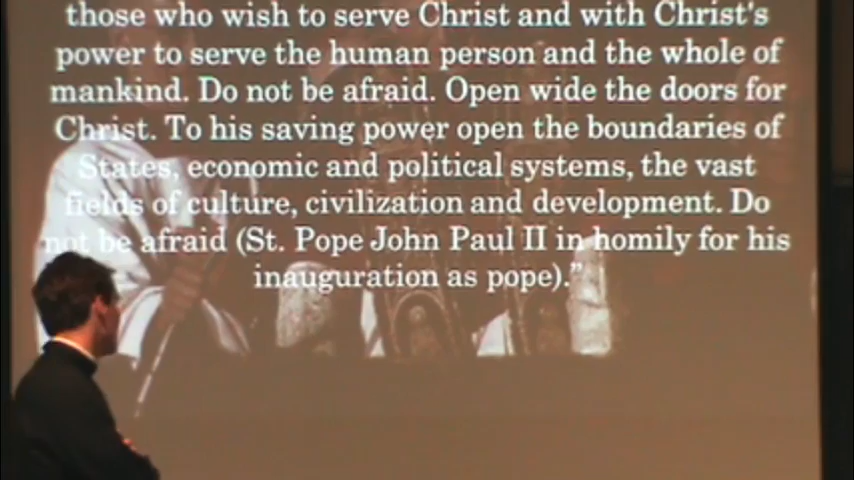 those who wish to serve Christ and with Christ's
power to serve the human person and the whole of
mankind. Do not be afraid. Open wide the doors for
Christ. To his saving power open the boundaries of
States, economic and political systems, the vast
fields of culture, civilization and development. Do
not be afraid (St. Pope John Paul II in homily for his
inauguration as pope).”